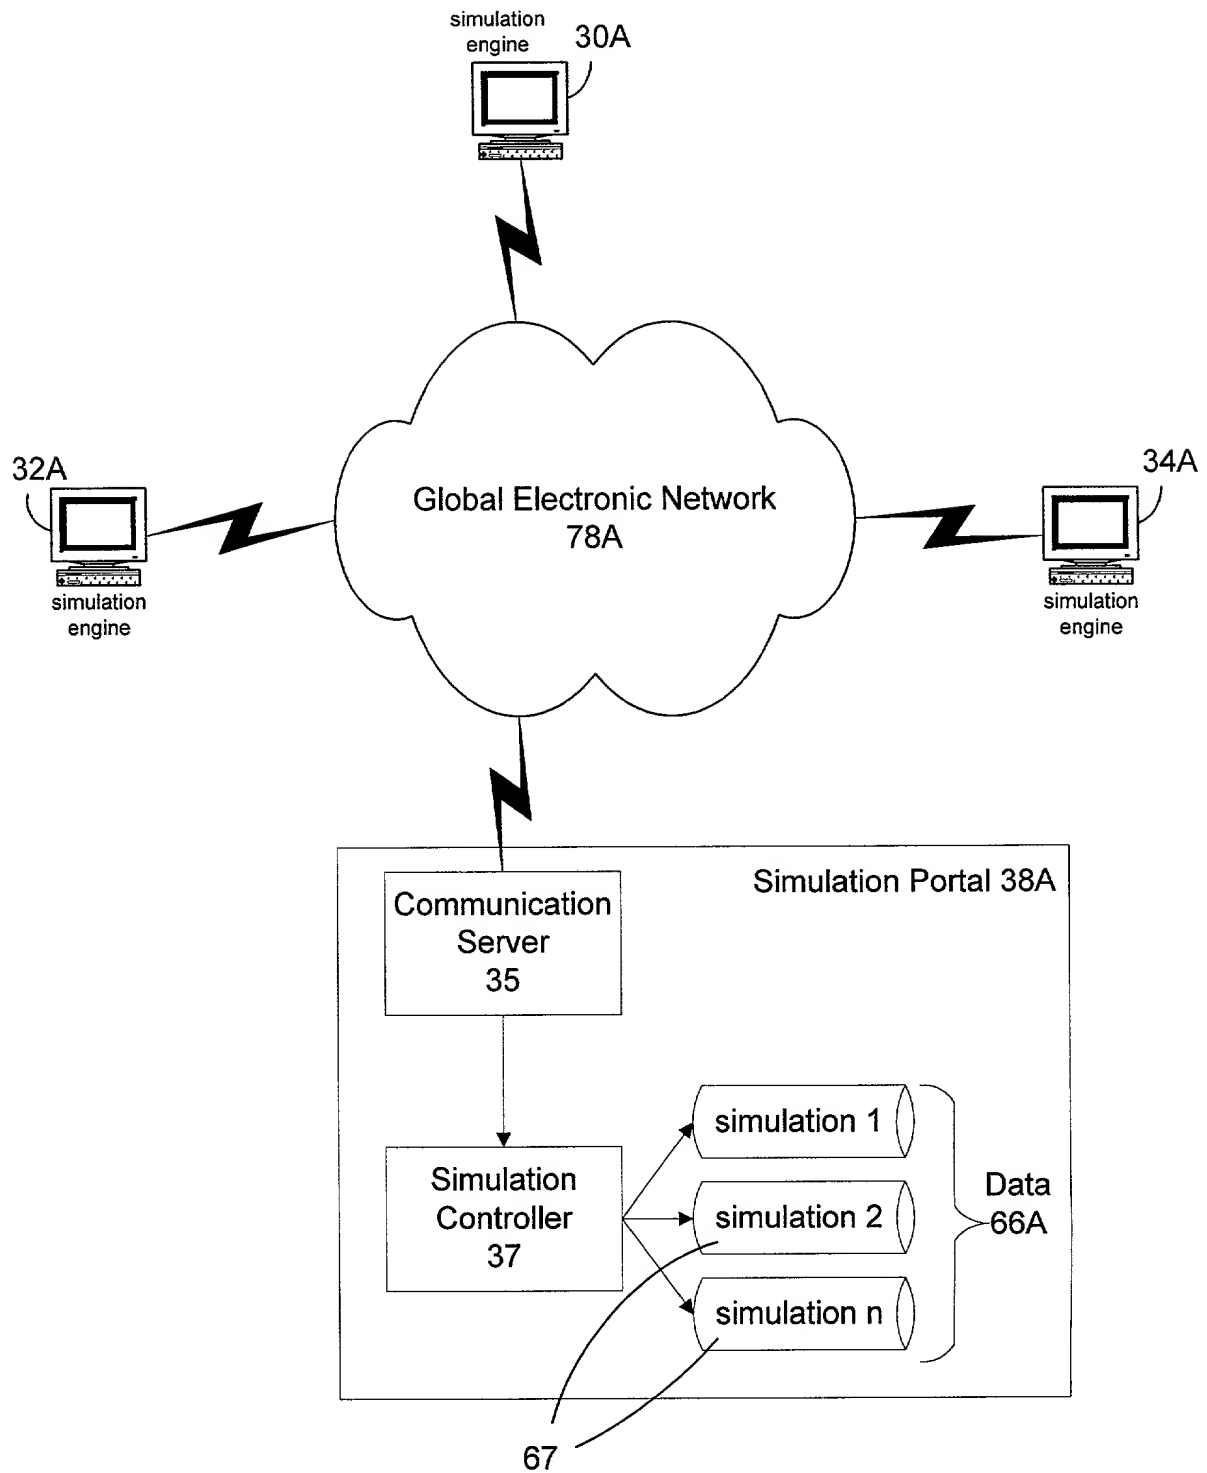 simulation
engine
30A
32A
simulation
engine
Global Electronic Network
78A
34A
simulation
engine
Simulation Portal 38A
Communication
Server
35
Simulation
Controller
37
simulation 1
simulation 2
simulation n
Data
66A
67